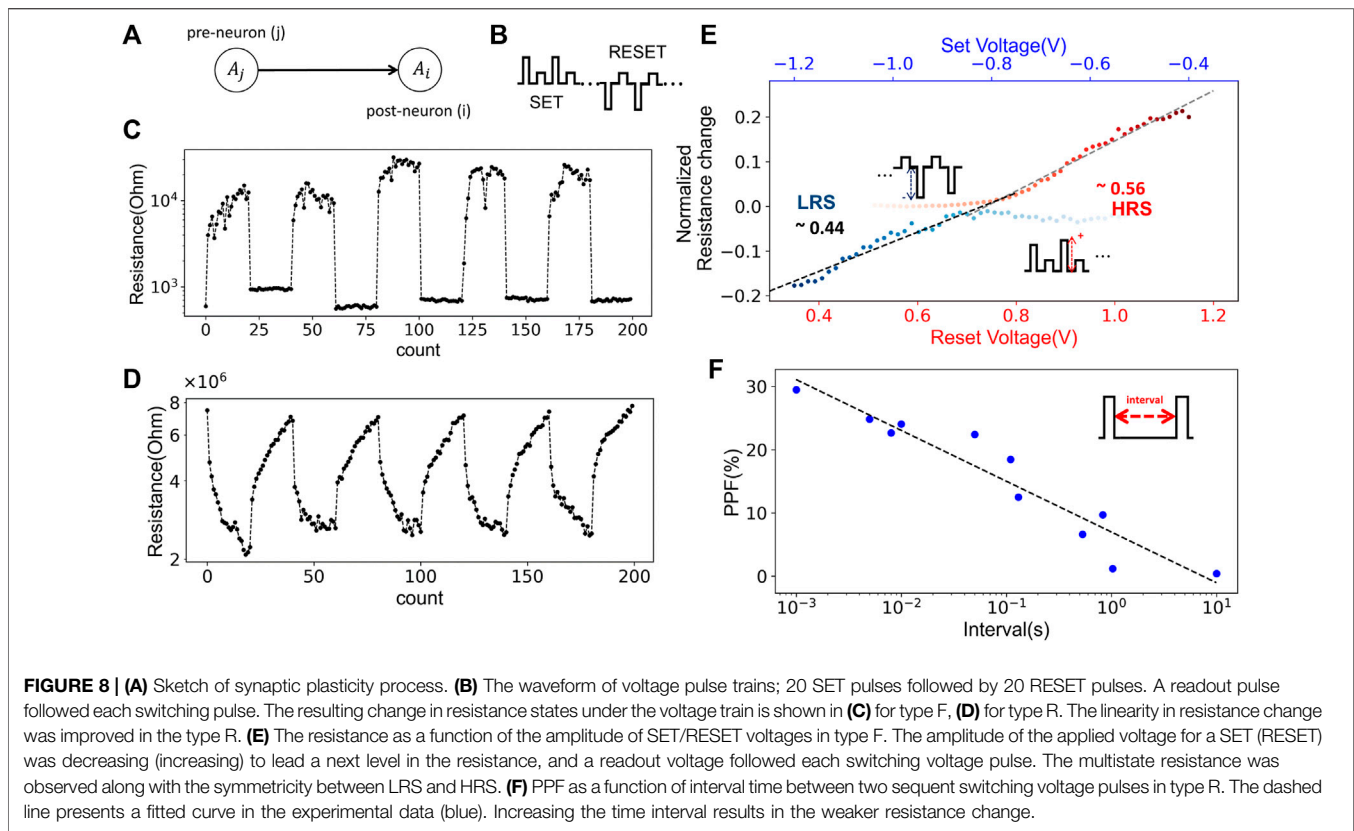 A
pre-neuron (j)
A_j
A_i
post-neuron (i)
B
RESET
SET
C
Resistance(Ohm)
10^4
10^3
0 25 50 75 100 125 150 175 200
count
D
×10^6
Resistance(Ohm)
8
6
4
2
0 50 100 150 200
count
E
Set Voltage(V)
−1.2 −1.0 −0.8 −0.6 −0.4
Normalized
Resistance change
0.2
0.1
0.0
−0.1
−0.2
...
-
LRS
~ 0.44
~ 0.56
HRS
+
...
0.4 0.6 0.8 1.0 1.2
Reset Voltage(V)
F
PPF(%)
30
20
10
0
interval
10^−3 10^−2 10^−1 10^0 10^1
Interval(s)
FIGURE 8 | (A) Sketch of synaptic plasticity process. (B) The waveform of voltage pulse trains; 20 SET pulses followed by 20 RESET pulses. A readout pulse
followed each switching pulse. The resulting change in resistance states under the voltage train is shown in (C) for type F, (D) for type R. The linearity in resistance change
was improved in the type R. (E) The resistance as a function of the amplitude of SET/RESET voltages in type F. The amplitude of the applied voltage for a SET (RESET)
was decreasing (increasing) to lead a next level in the resistance, and a readout voltage followed each switching voltage pulse. The multistate resistance was
observed along with the symmetricity between LRS and HRS. (F) PPF as a function of interval time between two sequent switching voltage pulses in type R. The dashed
line presents a fitted curve in the experimental data (blue). Increasing the time interval results in the weaker resistance change.